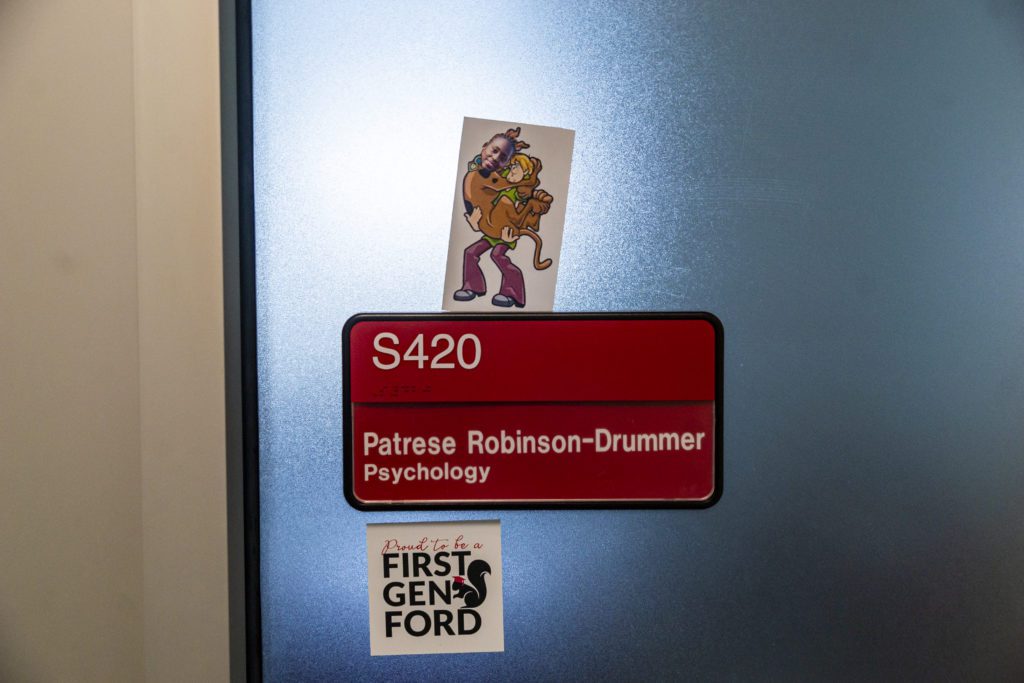 S420
Patrese Robinson-Drummer
Psychology
Proud to be a
FIRST
GEN
FORD